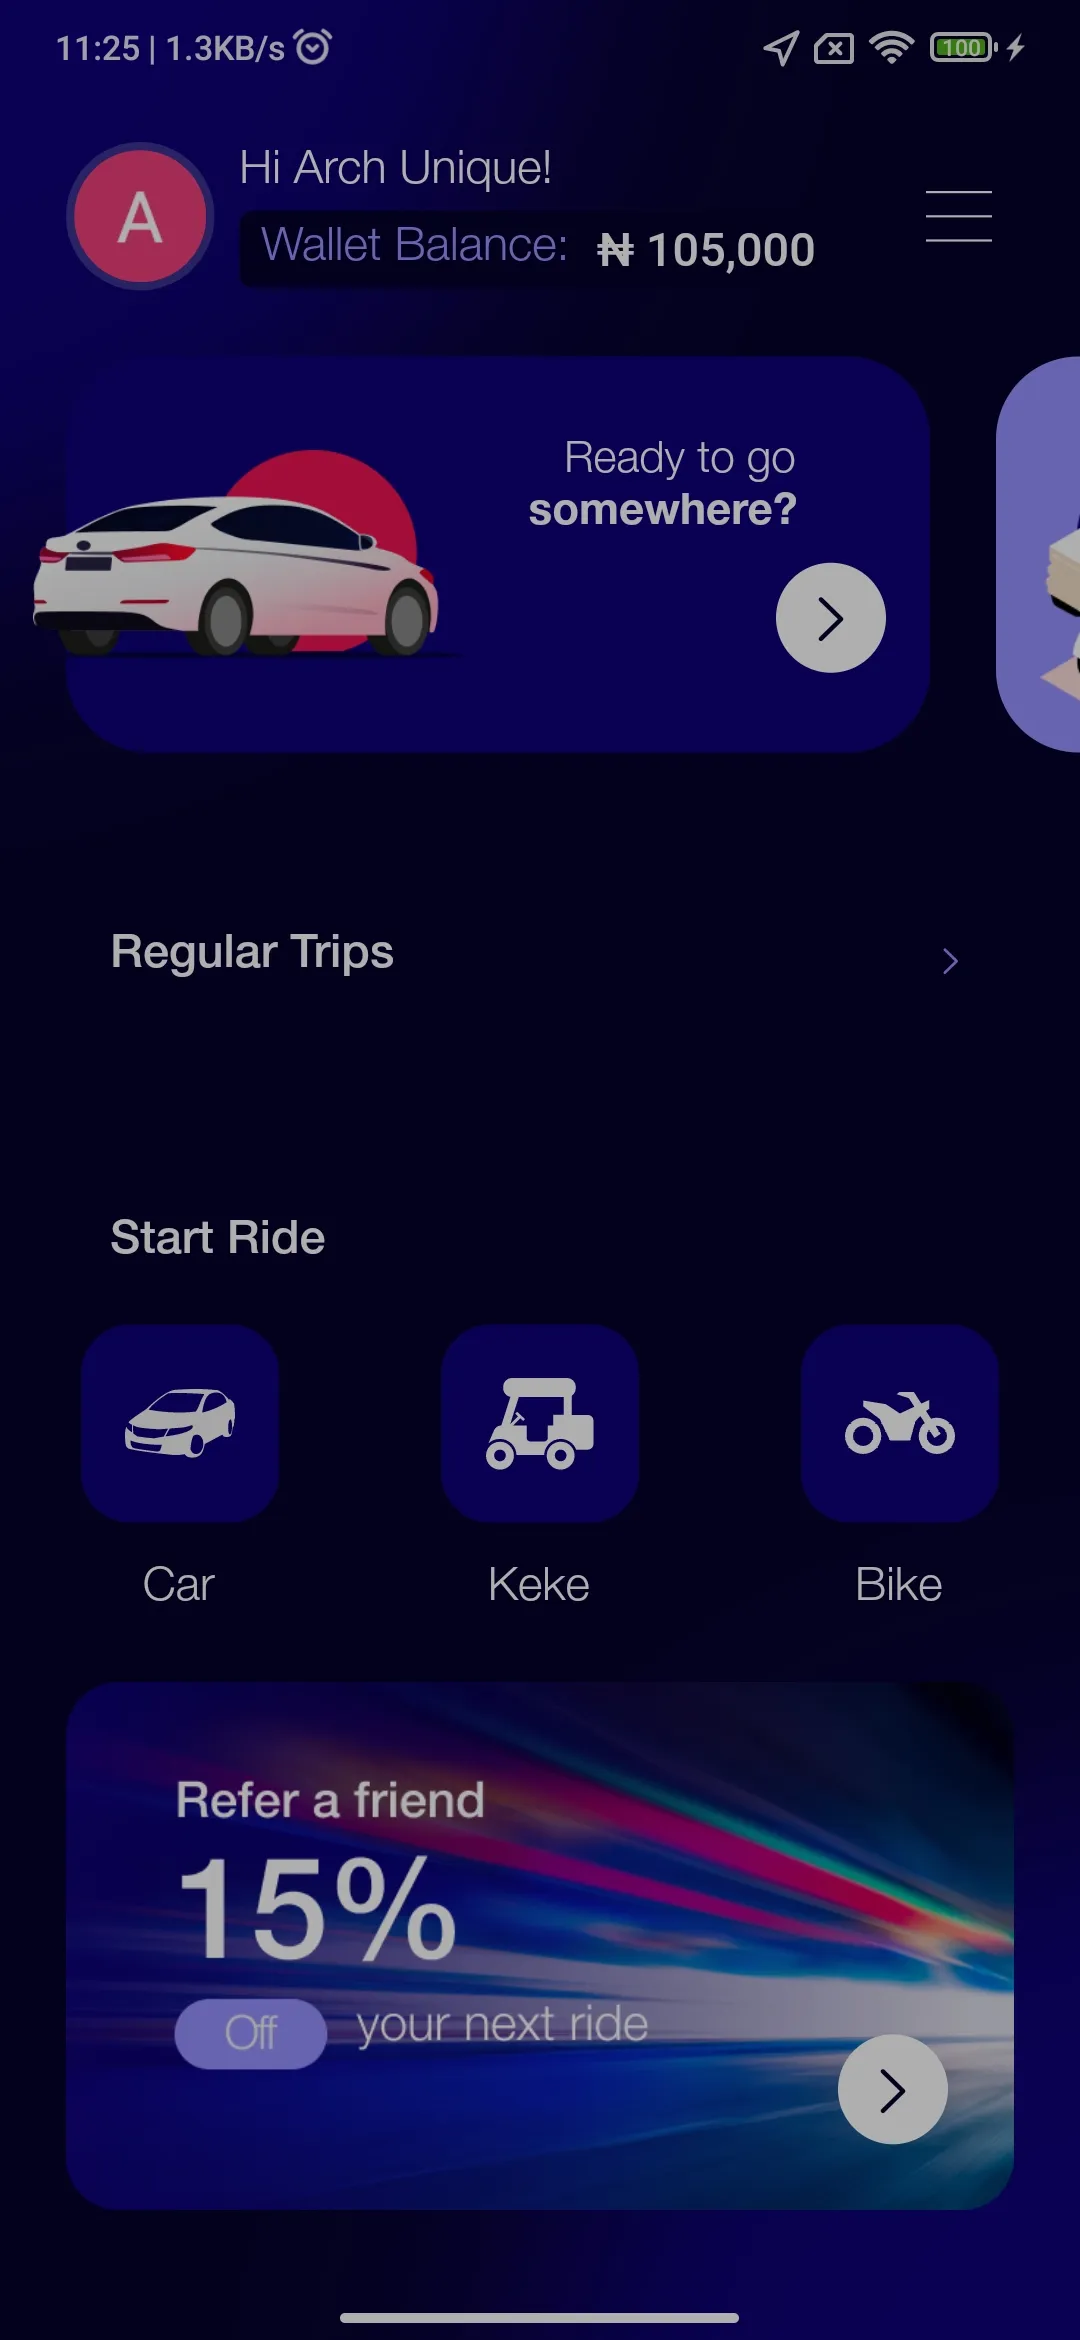 11:25 | 1.3KB/s
100
A
Hi Arch Unique!
Wallet Balance: ₦ 105,000
Ready to go
somewhere?
Regular Trips
Start Ride
Car Keke Bike
Refer a friend
15%
Off your next ride